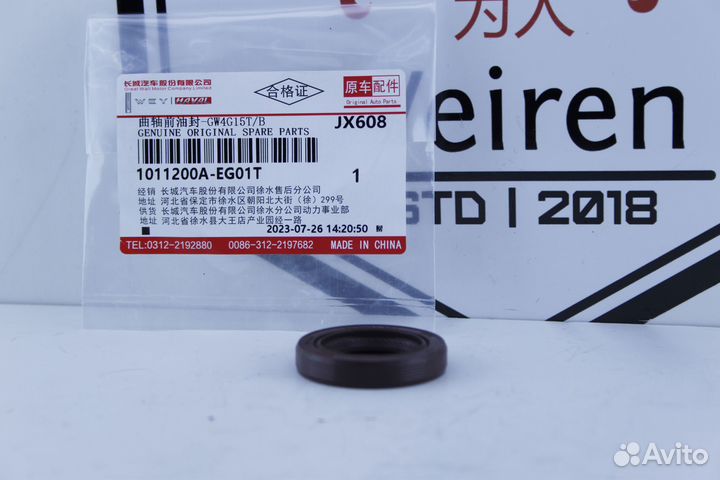 为人
eiren
STD | 2018
长城汽车股份有限公司
Great Wall Motor Company Limited
WEY | HAVAL
合格证
原车配件
Original Auto Parts
曲轴前油封-GW4G15T/B
JX608
GENUINE ORIGINAL SPARE PARTS
1011200A-EG01T
1
经销 长城汽车股份有限公司徐水售后分公司
地址 河北省保定市徐水区朝阳北大街（徐）299号
供货 长城汽车股份有限公司徐水分公司动力事业部
地址 河北省徐水县大王店产业园经一路
2023-07-26 14:20:50
TEL:0312-2192880
0086-312-2197682
MADE IN CHINA
Avito